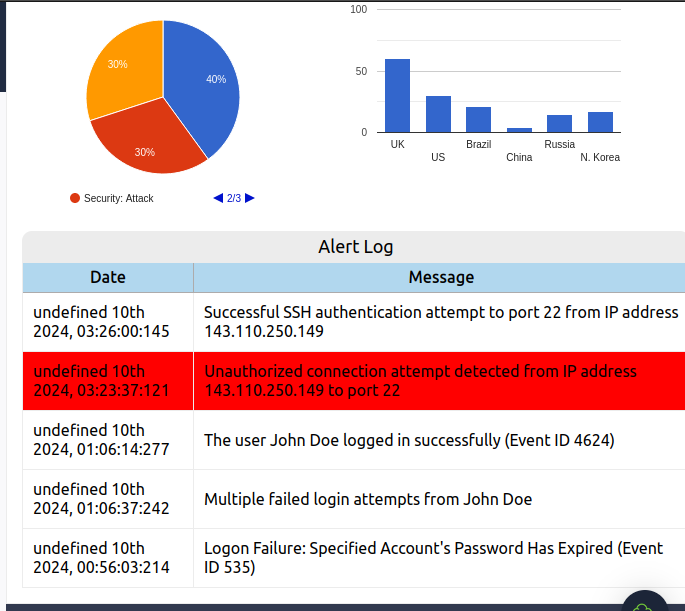 100
50
0
30%
40%
30%
UK
US
Brazil
China
Russia
N. Korea
Security: Attack
2/3
Alert Log
Date Message
undefined 10th
2024, 03:26:00:145
Successful SSH authentication attempt to port 22 from IP address
143.110.250.149
undefined 10th
2024, 03:23:37:121
Unauthorized connection attempt detected from IP address
143.110.250.149 to port 22
undefined 10th
2024, 01:06:14:277
The user John Doe logged in successfully (Event ID 4624)
undefined 10th
2024, 01:06:37:242
Multiple failed login attempts from John Doe
undefined 10th
2024, 00:56:03:214
Logon Failure: Specified Account's Password Has Expired (Event
ID 535)